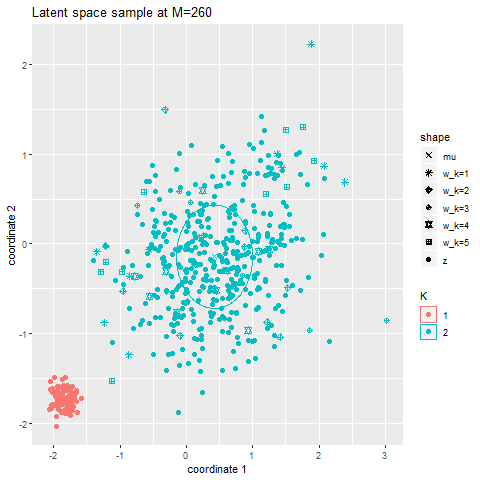 Latent space sample at M=260
2
1
0
-1
-2
coordinate 2
-2
-1
0
1
2
3
coordinate 1
shape
mu
w_k=1
w_k=2
w_k=3
w_k=4
w_k=5
z
K
1
2